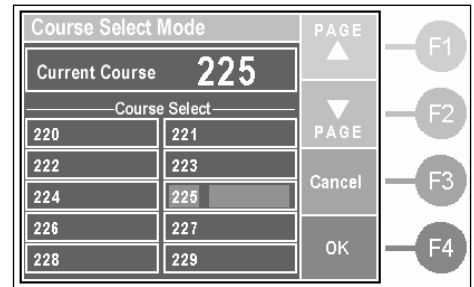 Course Select Mode
Current Course 225
Course Select
220 221
222 223
224 225
226 227
228 229
PAGE
PAGE
Cancel
OK
F1
F2
F3
F4